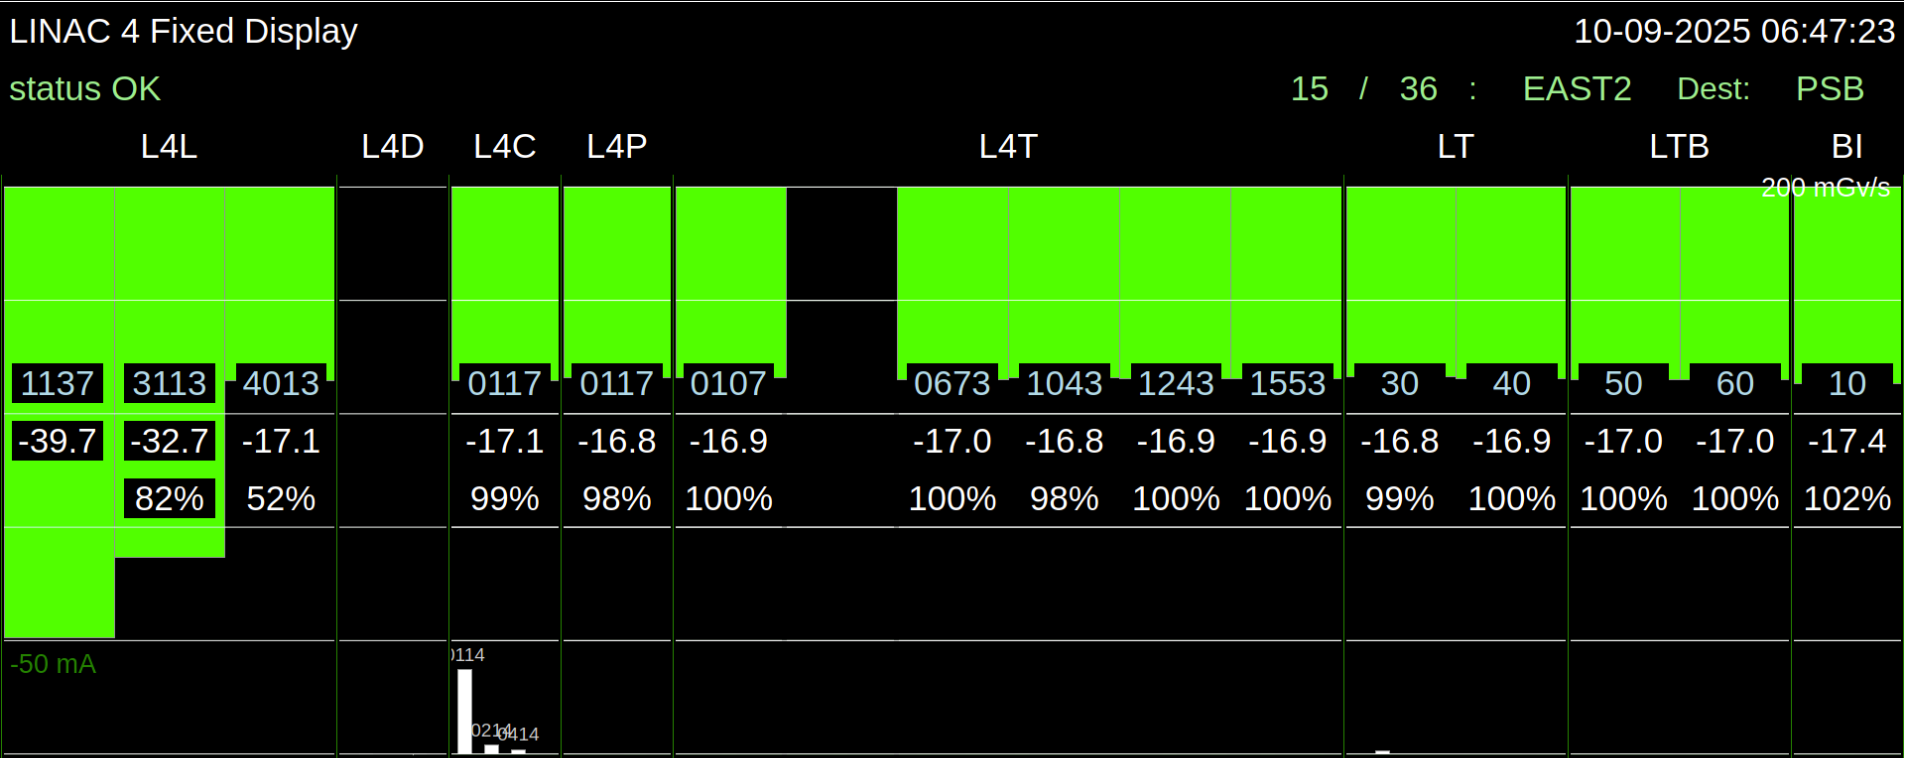 LINAC 4 Fixed Display 10-09-2025 06:47:23
status OK 15 / 36 : EAST2 Dest: PSB
L4L L4D L4C L4P L4T LT LTB BI
200 mGy/s
1137 3113 4013 0117 0117 0107 0673 1043 1243 1553 30 40 50 60 10
-39.7 -32.7 -17.1 -17.1 -16.8 -16.9 -17.0 -16.8 -16.9 -16.9 -16.8 -16.9 -17.0 -17.0 -17.4
82% 52% 99% 98% 100% 100% 98% 100% 100% 99% 100% 100% 100% 102%
-50 mA 0114
0214 0414